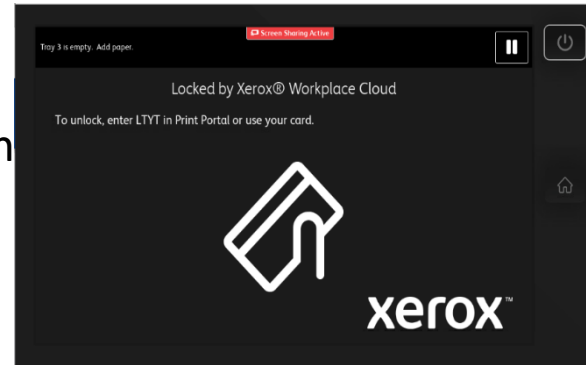 Screen Sharing Active
Tray 3 is empty. Add paper.
Locked by Xerox® Workplace Cloud
To unlock, enter LTYT in Print Portal or use your card.
xerox™